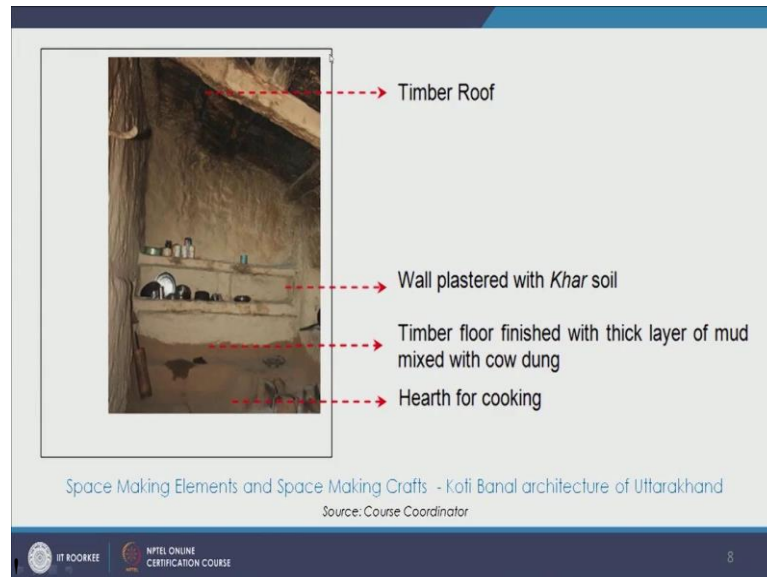 Timber Roof
Wall plastered with Khar soil
Timber floor finished with thick layer of mud
mixed with cow dung
Hearth for cooking
Space Making Elements and Space Making Crafts - Koti Banal architecture of Uttarakhand
Source: Course Coordinator
IIT ROORKEE
NPTEL ONLINE
CERTIFICATION COURSE
8